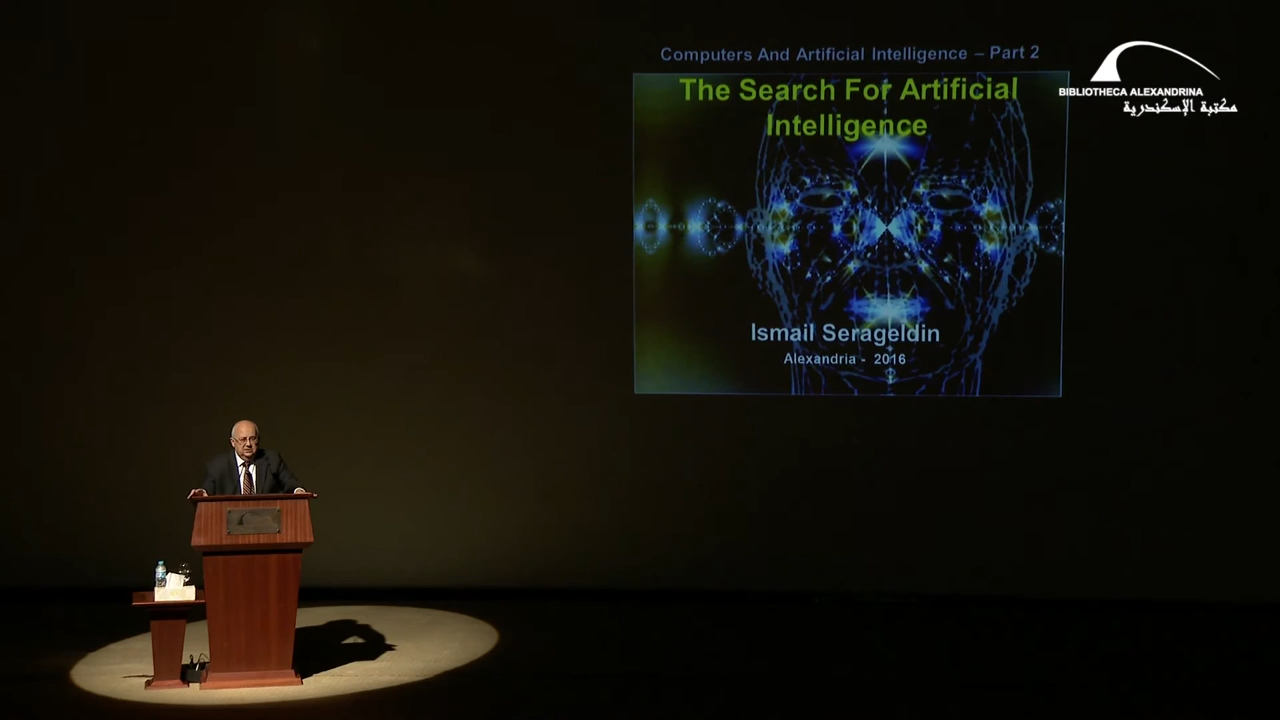 Computers And Artificial Intelligence – Part 2
The Search For Artificial
Intelligence
Ismail Serageldin
Alexandria - 2016
BIBLIOTHECA ALEXANDRINA
مكتبة الإسكندرية